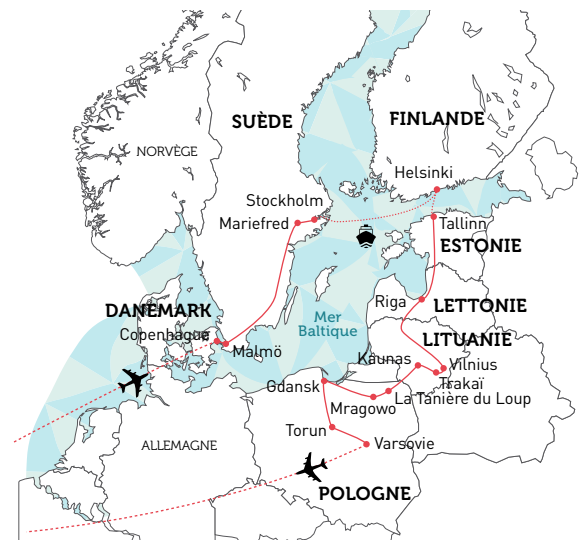 SUÈDE
FINLANDE
NORVÈGE
Helsinki
Stockholm
Mariefred
Tallinn
ESTONIE
DANEMARK
Riga
LETTONIE
Mer
Baltique
Copenhague
LITUANIE
Malmö
Kaunas
Vilnius
Trakaï
Gdansk
La Tanière du Loup
Mragowo
Torun
ALLEMAGNE
Varsovie
POLOGNE